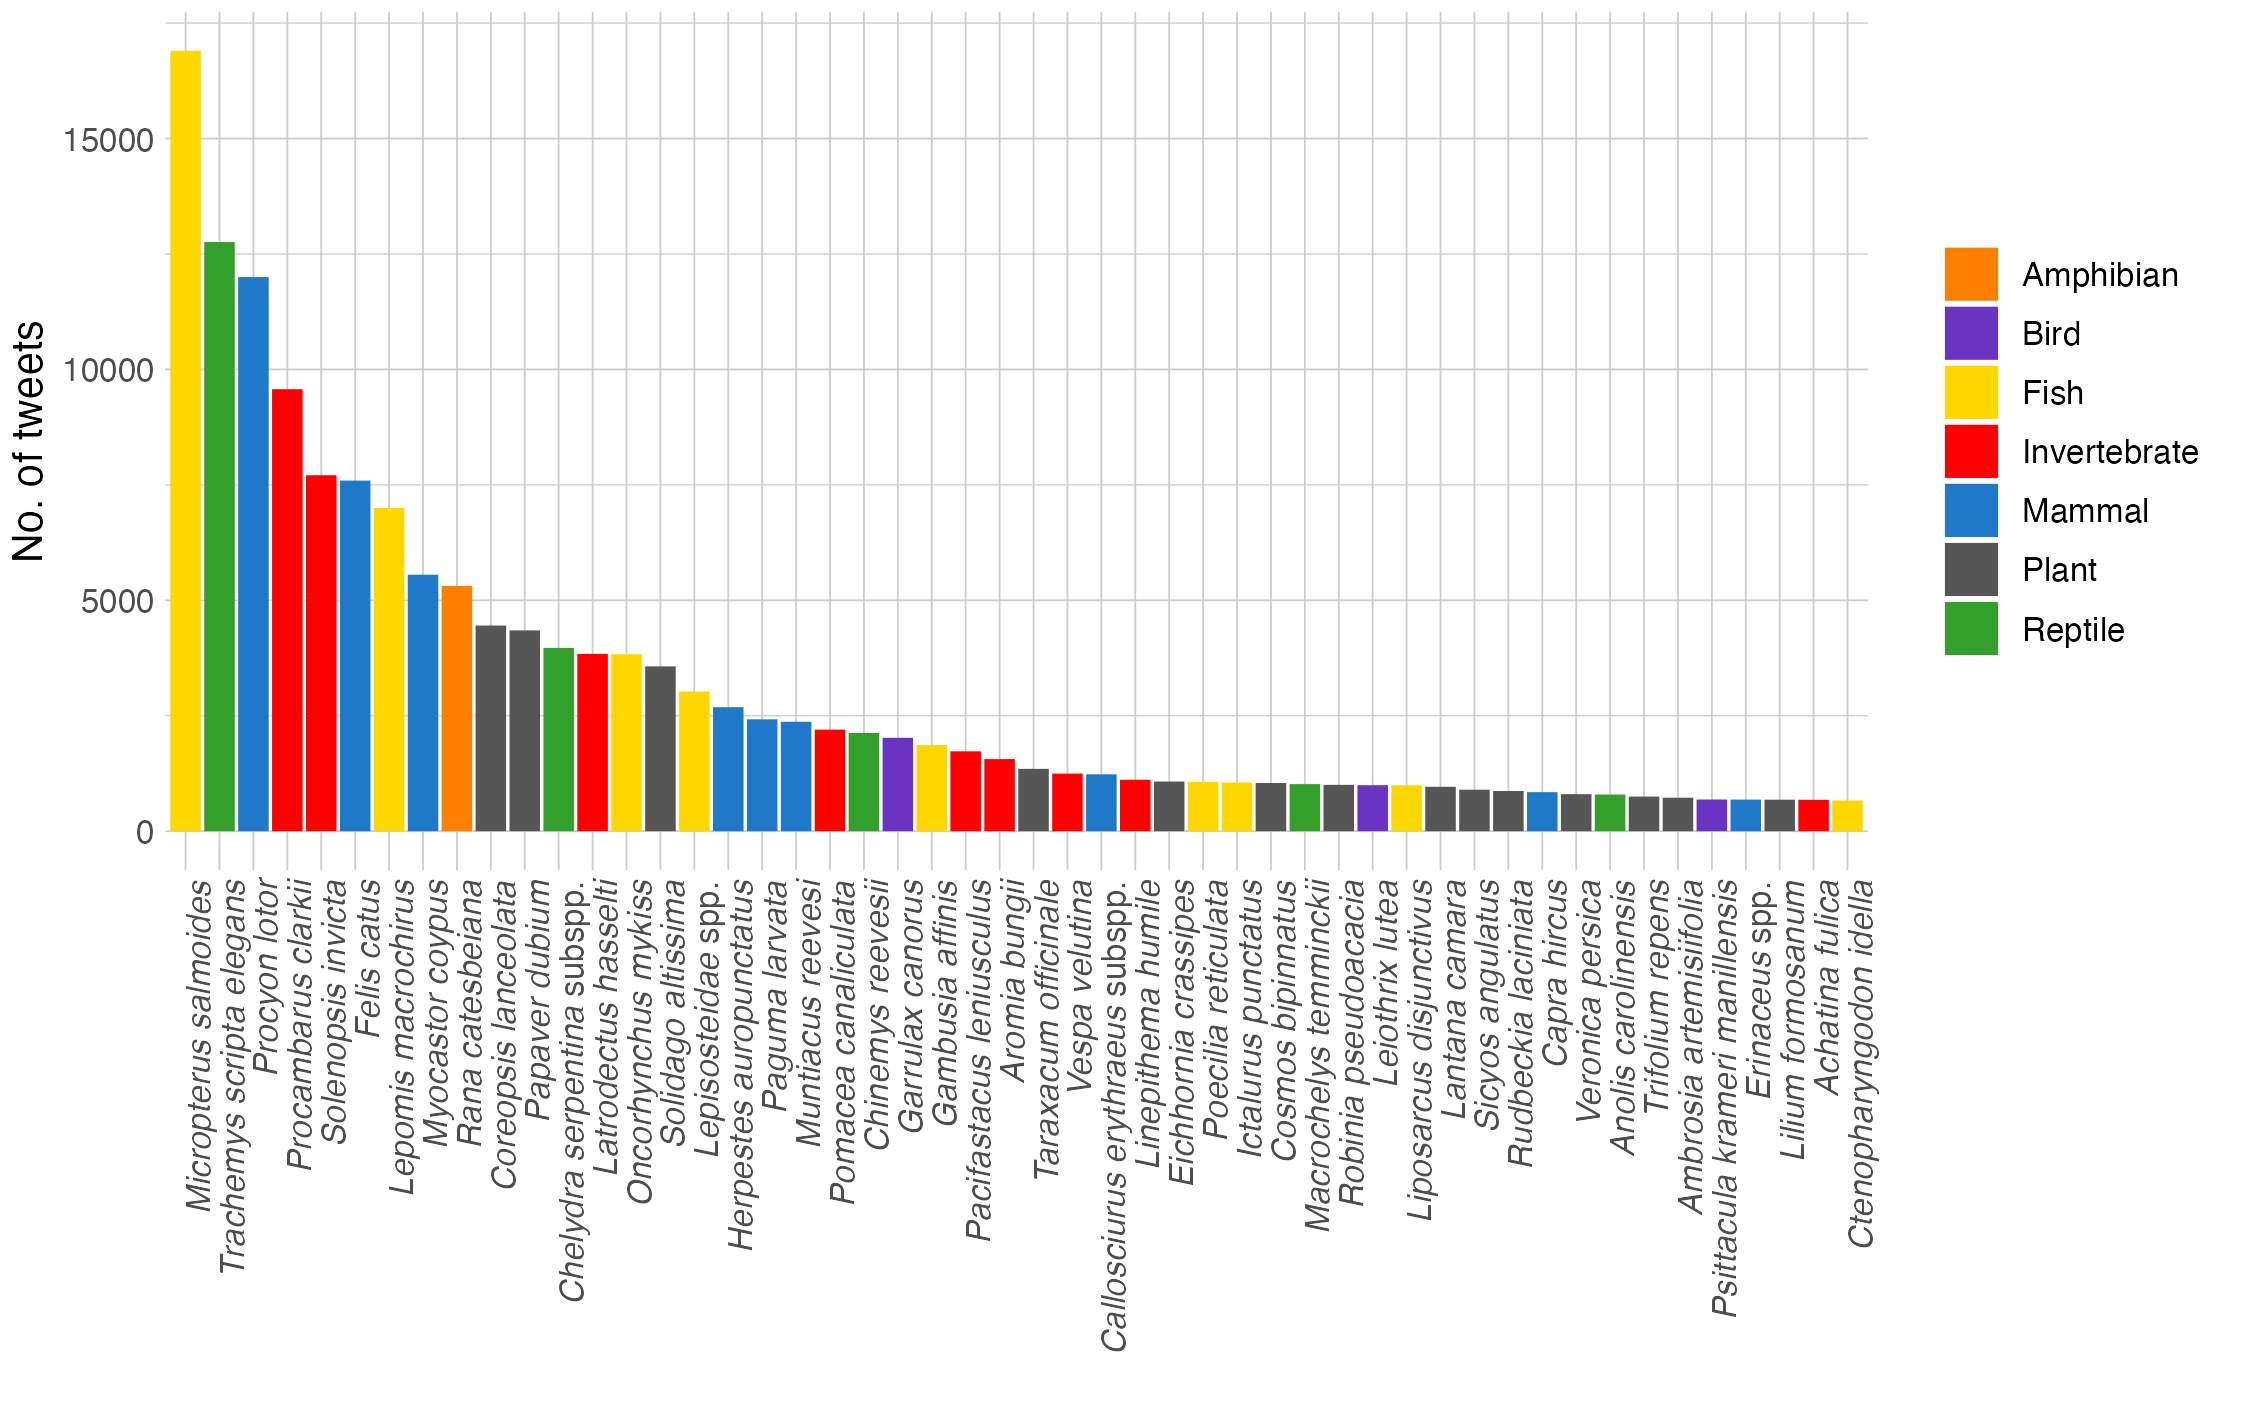 No. of tweets
15000
10000
5000
0
Micropterus salmoides
Trachemys scripta elegans
Procyon lotor
Procambarus clarkii
Solenopsis invicta
Felis catus
Lepomis macrochirus
Myocastor coypus
Rana catesbeiana
Coreopsis lanceolata
Papaver dubium
Chelydra serpentina subspp.
Latrodectus hasselti
Oncorhynchus mykiss
Solidago altissima
Lepisosteidae spp.
Herpestes auropunctatus
Paguma larvata
Muntiacus reevesi
Pomacea canaliculata
Chinemys reevesii
Garrulax canorus
Gambusia affinis
Pacifastacus leniusculus
Aromia bungii
Taraxacum officinale
Vespa velutina
Callosciurus erythraeus subspp.
Linepithema humile
Eichhornia crassipes
Poecilia reticulata
Ictalurus punctatus
Cosmos bipinnatus
Macrochelys temminckii
Robinia pseudoacacia
Leiothrix lutea
Liposarcus disjunctivus
Lantana camara
Sicyos angulatus
Rudbeckia laciniata
Capra hircus
Veronica persica
Anolis carolinensis
Trifolium repens
Ambrosia artemisiifolia
Psittacula krameri manillensis
Erinaceus spp.
Lilium formosanum
Achatina fulica
Ctenopharyngodon idella
Amphibian
Bird
Fish
Invertebrate
Mammal
Plant
Reptile